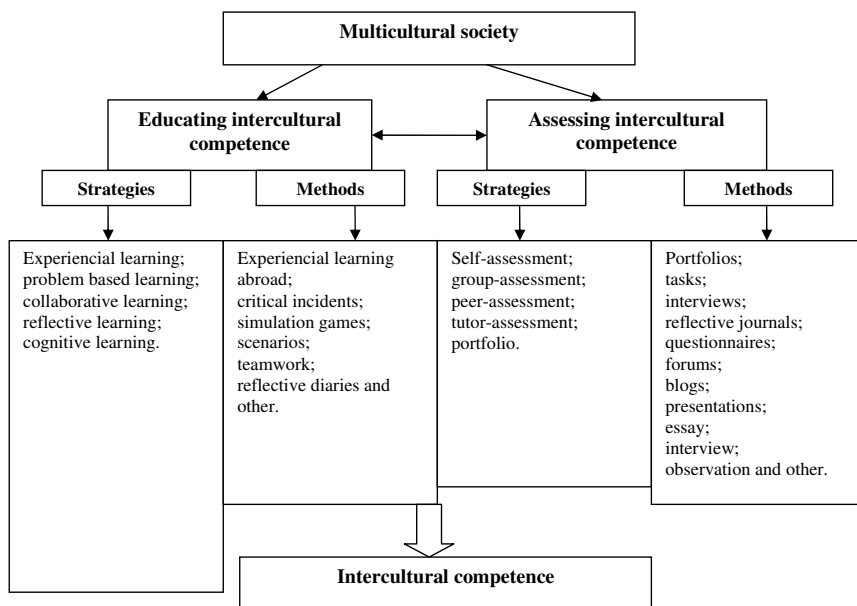 Multicultural society
Educating intercultural
competence
Assessing intercultural
competence
Strategies
Methods
Strategies
Methods
Experiencial learning;
problem based learning;
collaborative learning;
reflective learning;
cognitive learning.
Experiencial learning
abroad;
critical incidents;
simulation games;
scenarios;
teamwork;
reflective diaries and
other.
Self-assessment;
group-assessment;
peer-assessment;
tutor-assessment;
portfolio.
Portfolios;
tasks;
interviews;
reflective journals;
questionnaires;
forums;
blogs;
presentations;
essay;
interview;
observation and other.
Intercultural competence